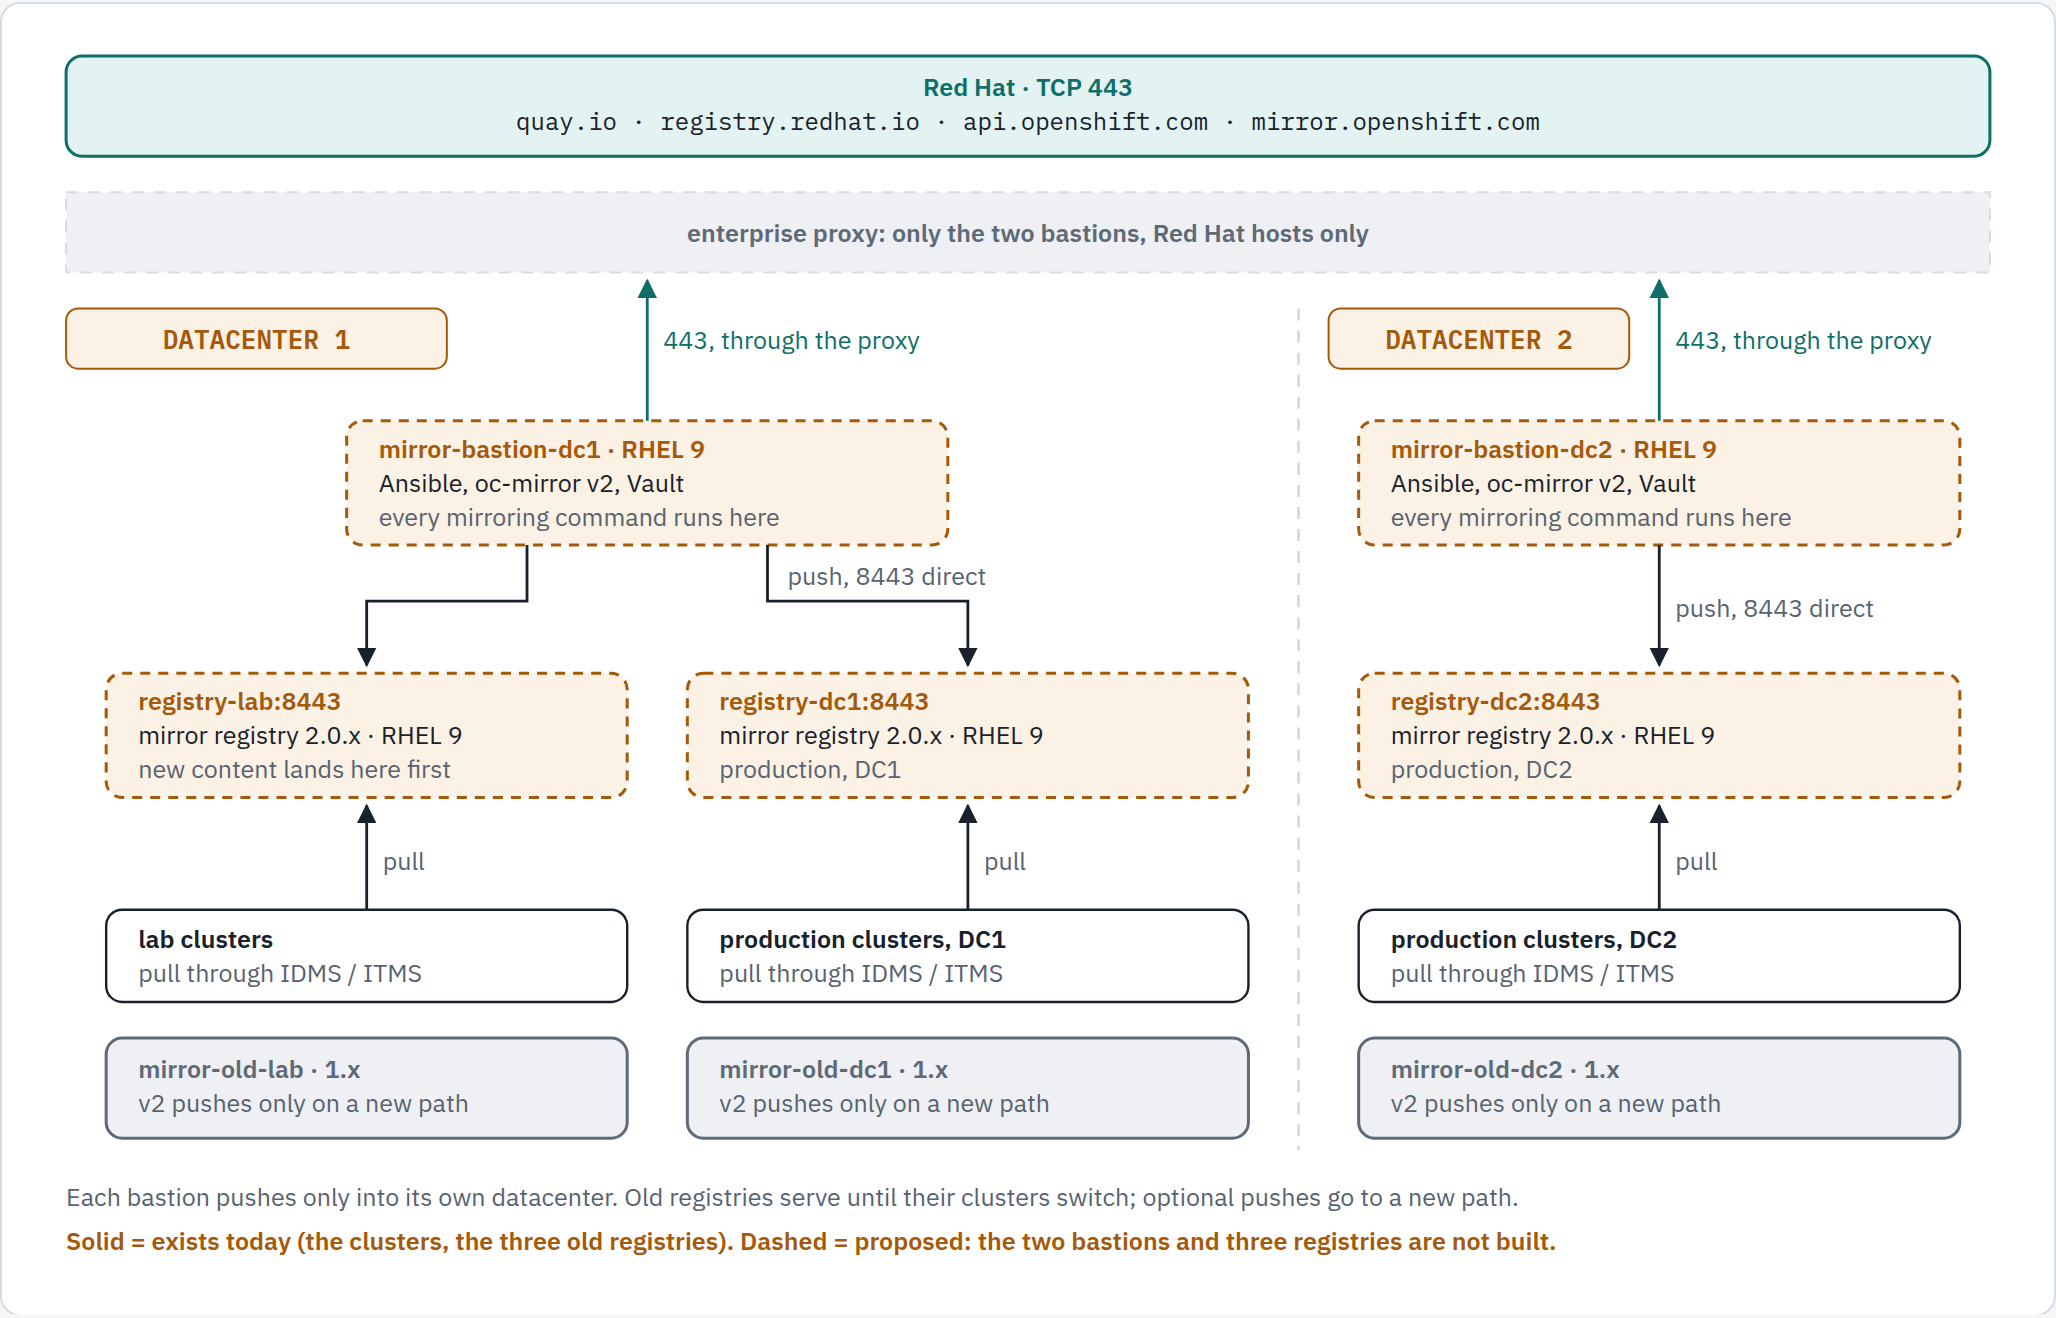 Red Hat · TCP 443
quay.io · registry.redhat.io · api.openshift.com · mirror.openshift.com
enterprise proxy: only the two bastions, Red Hat hosts only
DATACENTER 1
443, through the proxy
DATACENTER 2
443, through the proxy
mirror-bastion-dc1 · RHEL 9
Ansible, oc-mirror v2, Vault
every mirroring command runs here
mirror-bastion-dc2 · RHEL 9
Ansible, oc-mirror v2, Vault
every mirroring command runs here
push, 8443 direct
push, 8443 direct
registry-lab:8443
mirror registry 2.0.x · RHEL 9
new content lands here first
registry-dc1:8443
mirror registry 2.0.x · RHEL 9
production, DC1
registry-dc2:8443
mirror registry 2.0.x · RHEL 9
production, DC2
pull
pull
pull
lab clusters
pull through IDMS / ITMS
production clusters, DC1
pull through IDMS / ITMS
production clusters, DC2
pull through IDMS / ITMS
mirror-old-lab · 1.x
v2 pushes only on a new path
mirror-old-dc1 · 1.x
v2 pushes only on a new path
mirror-old-dc2 · 1.x
v2 pushes only on a new path
Each bastion pushes only into its own datacenter. Old registries serve until their clusters switch; optional pushes go to a new path.
Solid = exists today (the clusters, the three old registries). Dashed = proposed: the two bastions and three registries are not built.